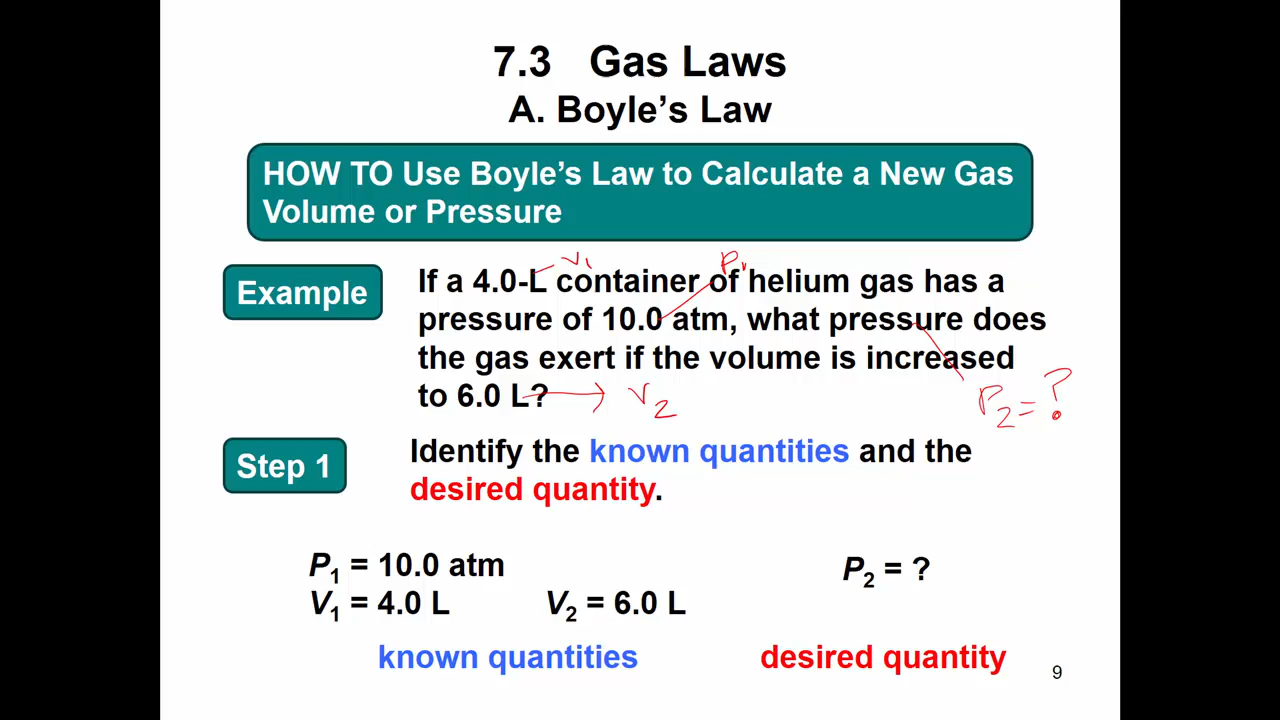 7.3 Gas Laws
A. Boyle's Law
HOW TO Use Boyle's Law to Calculate a New Gas
Volume or Pressure
V1
P1
Example
If a 4.0-L container of helium gas has a
pressure of 10.0 atm, what pressure does
the gas exert if the volume is increased
to 6.0 L?
V2
P2 = ?
Step 1
Identify the known quantities and the
desired quantity.
P1 = 10.0 atm
P2 = ?
V1 = 4.0 L
V2 = 6.0 L
known quantities
desired quantity
9